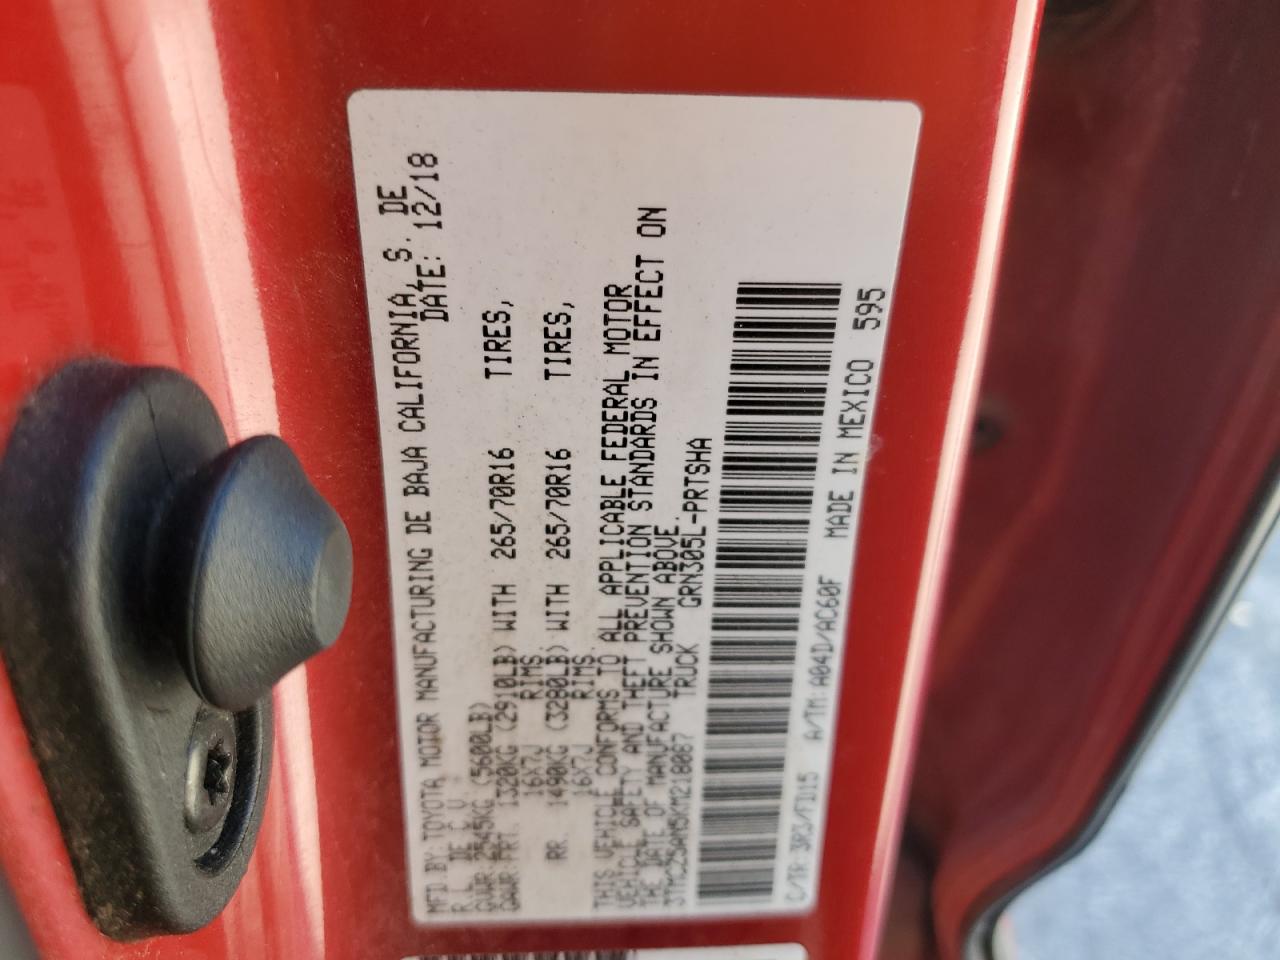 MFD BY: TOYOTA MOTOR MANUFACTURING DE BAJA CALIFORNIA, S. DE
R.L. DE C.V. DATE: 12/18
GVWR: 2545KG (5600LB)
GAWR: FRT. 1320KG (2910LB) WITH 265/70R16 TIRES,
16X7J RIMS.
RR. 1490KG (3280LB) WITH 265/70R16 TIRES,
16X7J RIMS.
THIS VEHICLE CONFORMS TO ALL APPLICABLE FEDERAL MOTOR
VEHICLE SAFETY AND THEFT PREVENTION STANDARDS IN EFFECT ON
THE DATE OF MANUFACTURE SHOWN ABOVE.
3TMCZ5AN5KM218087 TRUCK GRN305L-PRTSHA
C/TR: 3R3/FD15 A/TM: A04D/AC60F MADE IN MEXICO 595